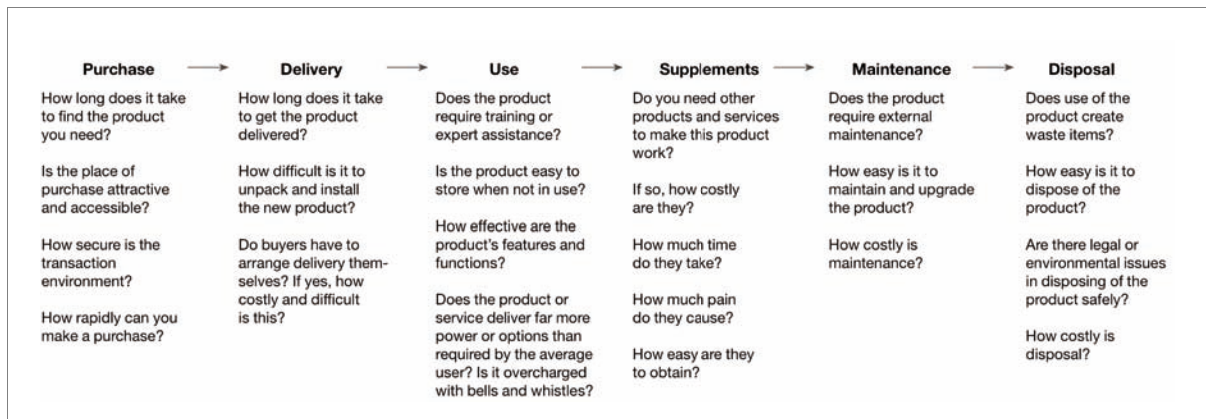 Purchase → Delivery → Use → Supplements → Maintenance → Disposal
How long does it take
to find the product
you need?
Is the place of
purchase attractive
and accessible?
How secure is the
transaction
environment?
How rapidly can you
make a purchase?
How long does it take
to get the product
delivered?
How difficult is it to
unpack and install
the new product?
Do buyers have to
arrange delivery them-
selves? If yes, how
costly and difficult
is this?
Does the product
require training or
expert assistance?
Is the product easy to
store when not in use?
How effective are the
product's features and
functions?
Does the product or
service deliver far more
power or options than
required by the average
user? Is it overcharged
with bells and whistles?
Do you need other
products and services
to make this product
work?
If so, how costly
are they?
How much time
do they take?
How much pain
do they cause?
How easy are they
to obtain?
Does the product
require external
maintenance?
How easy is it to
maintain and upgrade
the product?
How costly is
maintenance?
Does use of the
product create
waste items?
How easy is it to
dispose of the
product?
Are there legal or
environmental issues
in disposing of the
product safely?
How costly is
disposal?